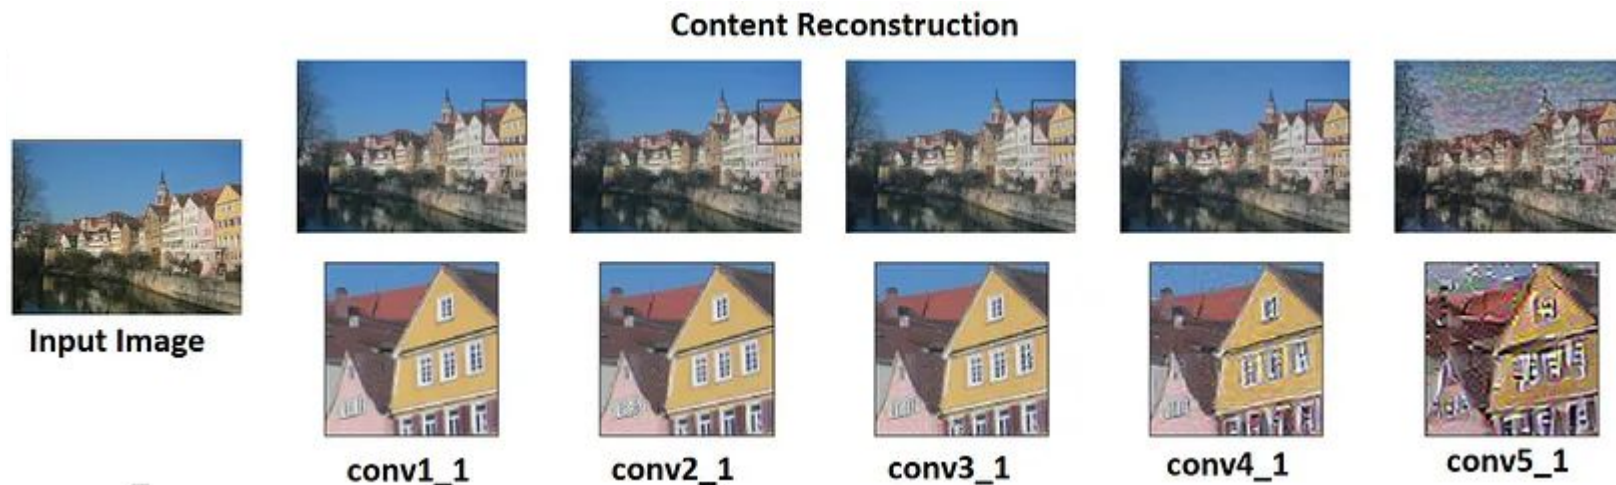 Content Reconstruction
Input Image
conv1_1
conv2_1
conv3_1
conv4_1
conv5_1